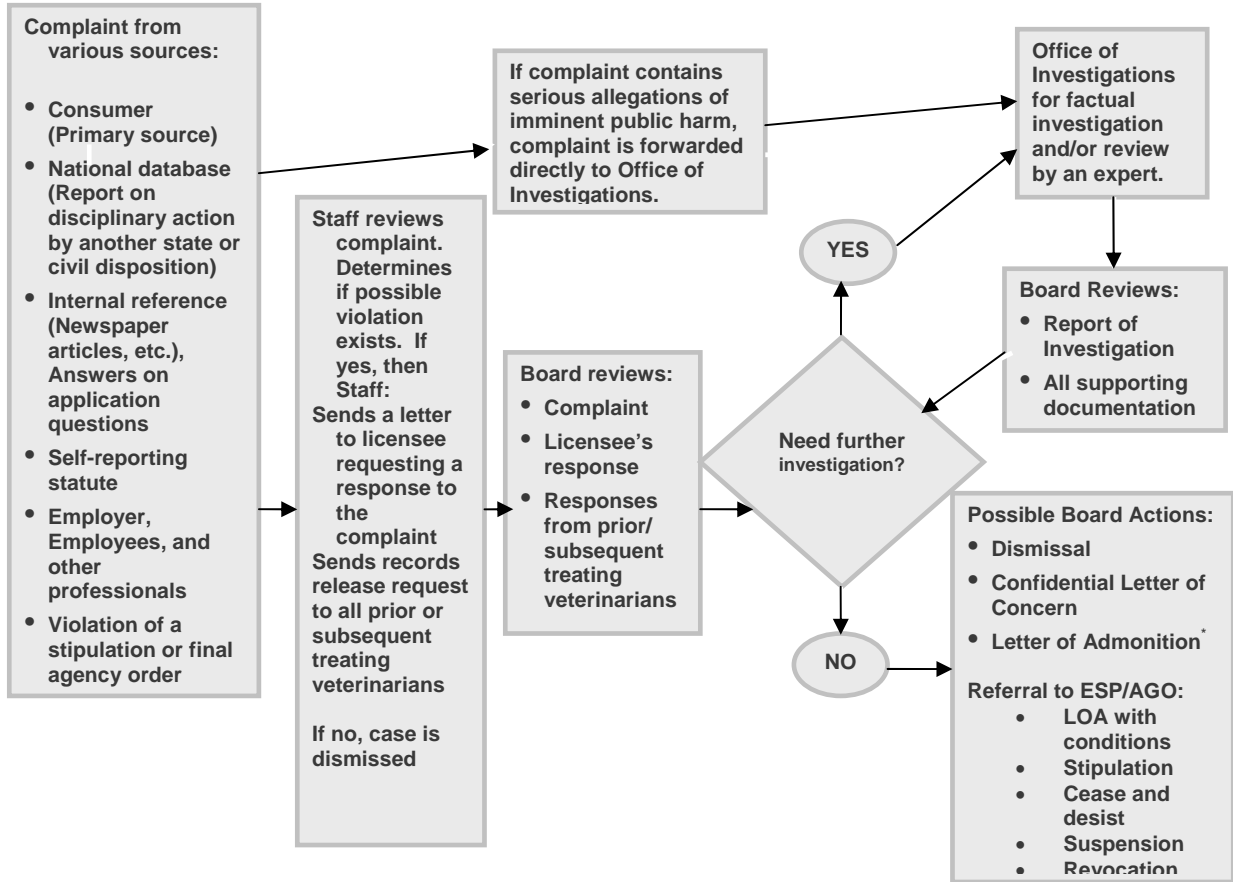 Complaint from
various sources:
• Consumer
(Primary source)
• National database
(Report on
disciplinary action
by another state or
civil disposition)
• Internal reference
(Newspaper
articles, etc.),
Answers on
application
questions
• Self-reporting
statute
• Employer,
Employees, and
other
professionals
• Violation of a
stipulation or final
agency order
If complaint contains
serious allegations of
imminent public harm,
complaint is forwarded
directly to Office of
Investigations.
Office of
Investigations
for factual
investigation
and/or review
by an expert.
Staff reviews
complaint.
Determines
if possible
violation
exists. If
yes, then
Staff:
Sends a letter
to licensee
requesting a
response to
the
complaint
Sends records
release request
to all prior or
subsequent
treating
veterinarians
If no, case is
dismissed
Board reviews:
• Complaint
• Licensee's
response
• Responses
from prior/
subsequent
treating
veterinarians
Need further
investigation?
YES
Board Reviews:
• Report of
Investigation
• All supporting
documentation
NO
Possible Board Actions:
• Dismissal
• Confidential Letter of
Concern
• Letter of Admonition*
Referral to ESP/AGO:
• LOA with
conditions
• Stipulation
• Cease and
desist
• Suspension
• Revocation